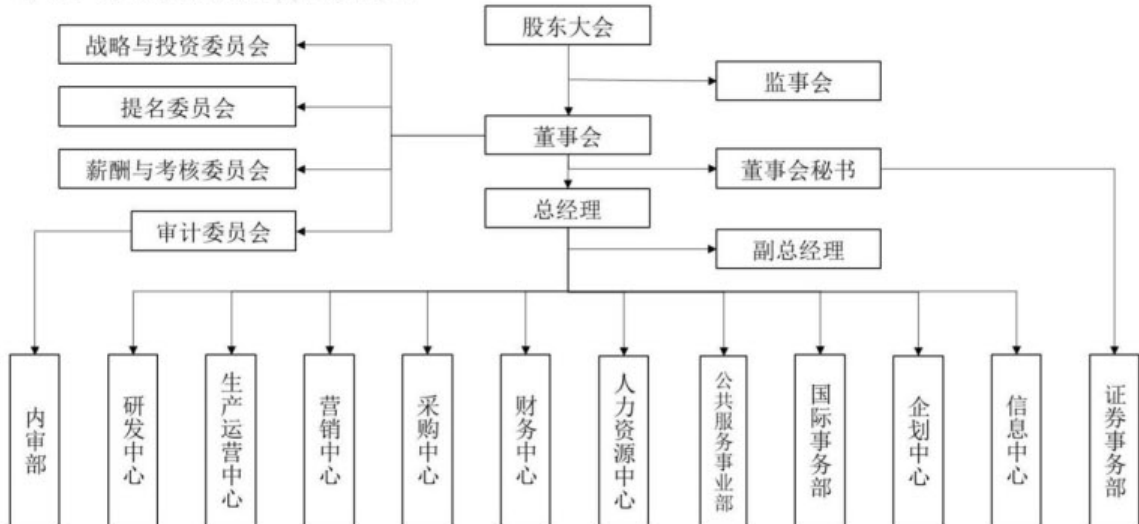 股东大会
战略与投资委员会
监事会
提名委员会
董事会
薪酬与考核委员会
董事会秘书
总经理
审计委员会
副总经理
内审部
研发中心
生产运营中心
营销中心
采购中心
财务中心
人力资源中心
公共服务事业部
国际事务部
企划中心
信息中心
证券事务部